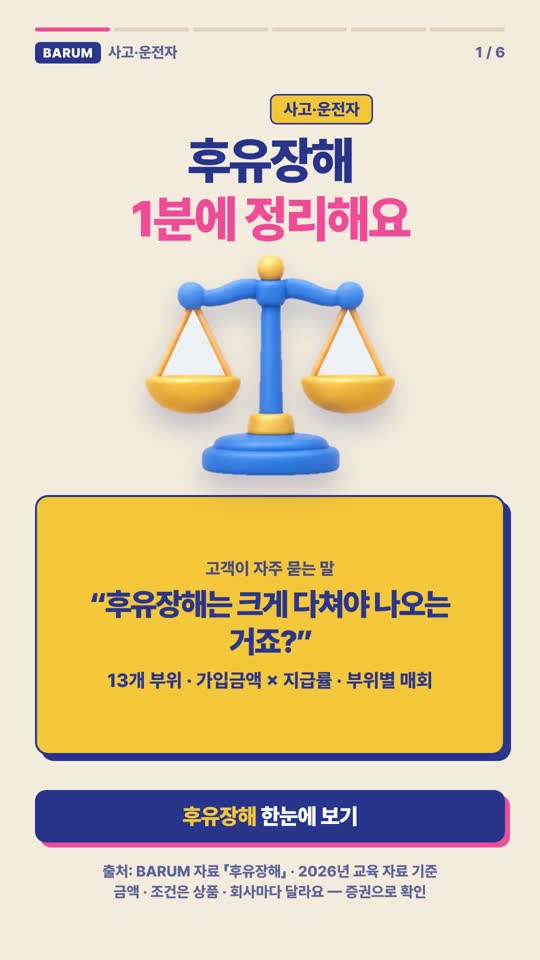 BARUM 사고·운전자 1 / 6
사고·운전자
후유장해
1분에 정리해요
고객이 자주 묻는 말
“후유장해는 크게 다쳐야 나오는
거죠?”
13개 부위 · 가입금액 × 지급률 · 부위별 매회
후유장해 한눈에 보기
출처: BARUM 자료 「후유장해」 · 2026년 교육 자료 기준
금액 · 조건은 상품 · 회사마다 달라요 — 증권으로 확인